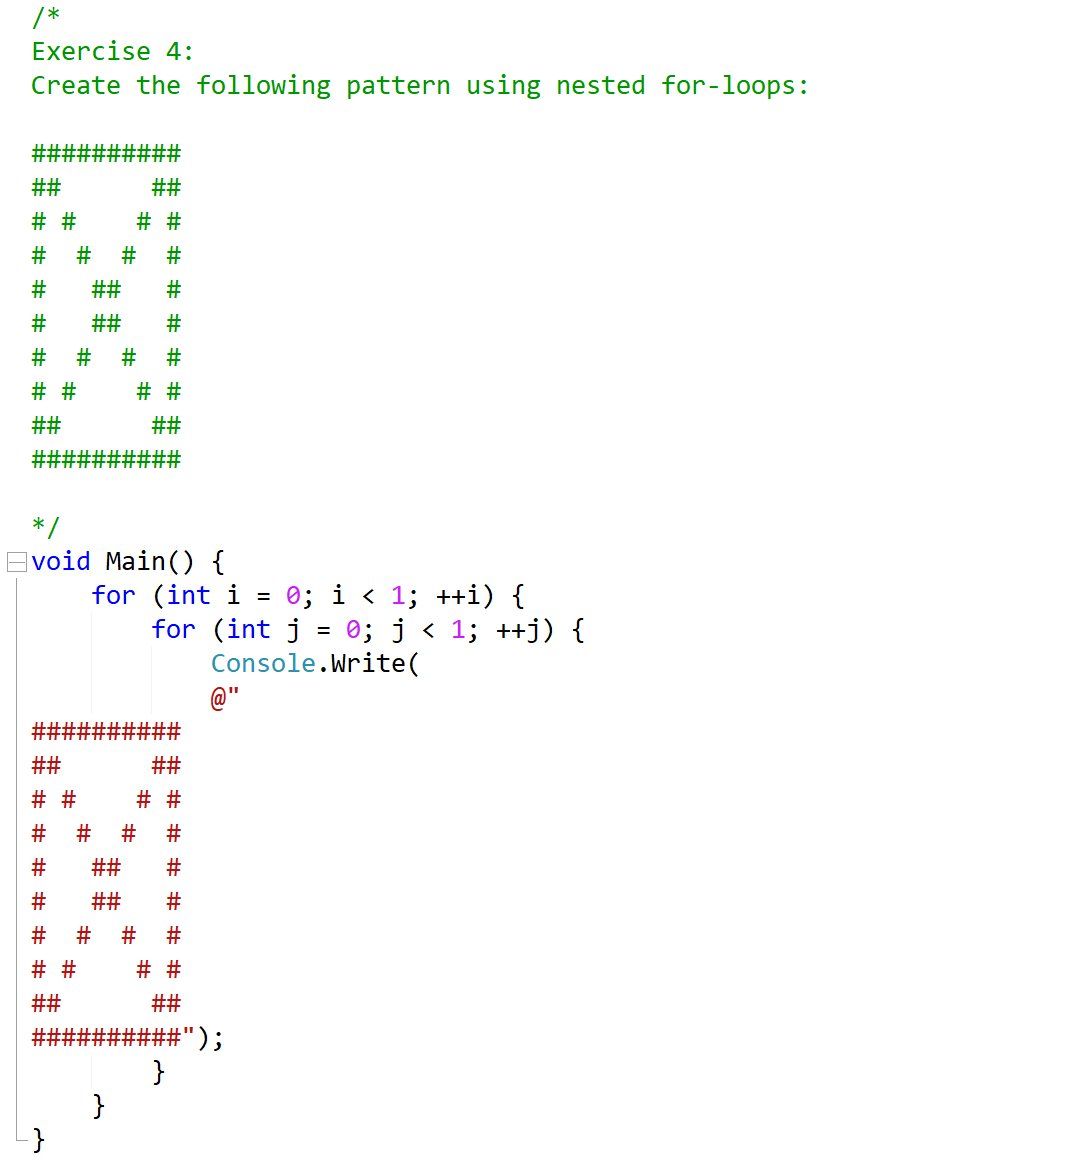 /*
Exercise 4:
Create the following pattern using nested for-loops:

##########
##      ##
# #    # #
#  #  #  #
#   ##   #
#   ##   #
#  #  #  #
# #    # #
##      ##
##########

*/
void Main() {
    for (int i = 0; i < 1; ++i) {
        for (int j = 0; j < 1; ++j) {
            Console.Write(
            @"
##########
##      ##
# #    # #
#  #  #  #
#   ##   #
#   ##   #
#  #  #  #
# #    # #
##      ##
##########");
        }
    }
}